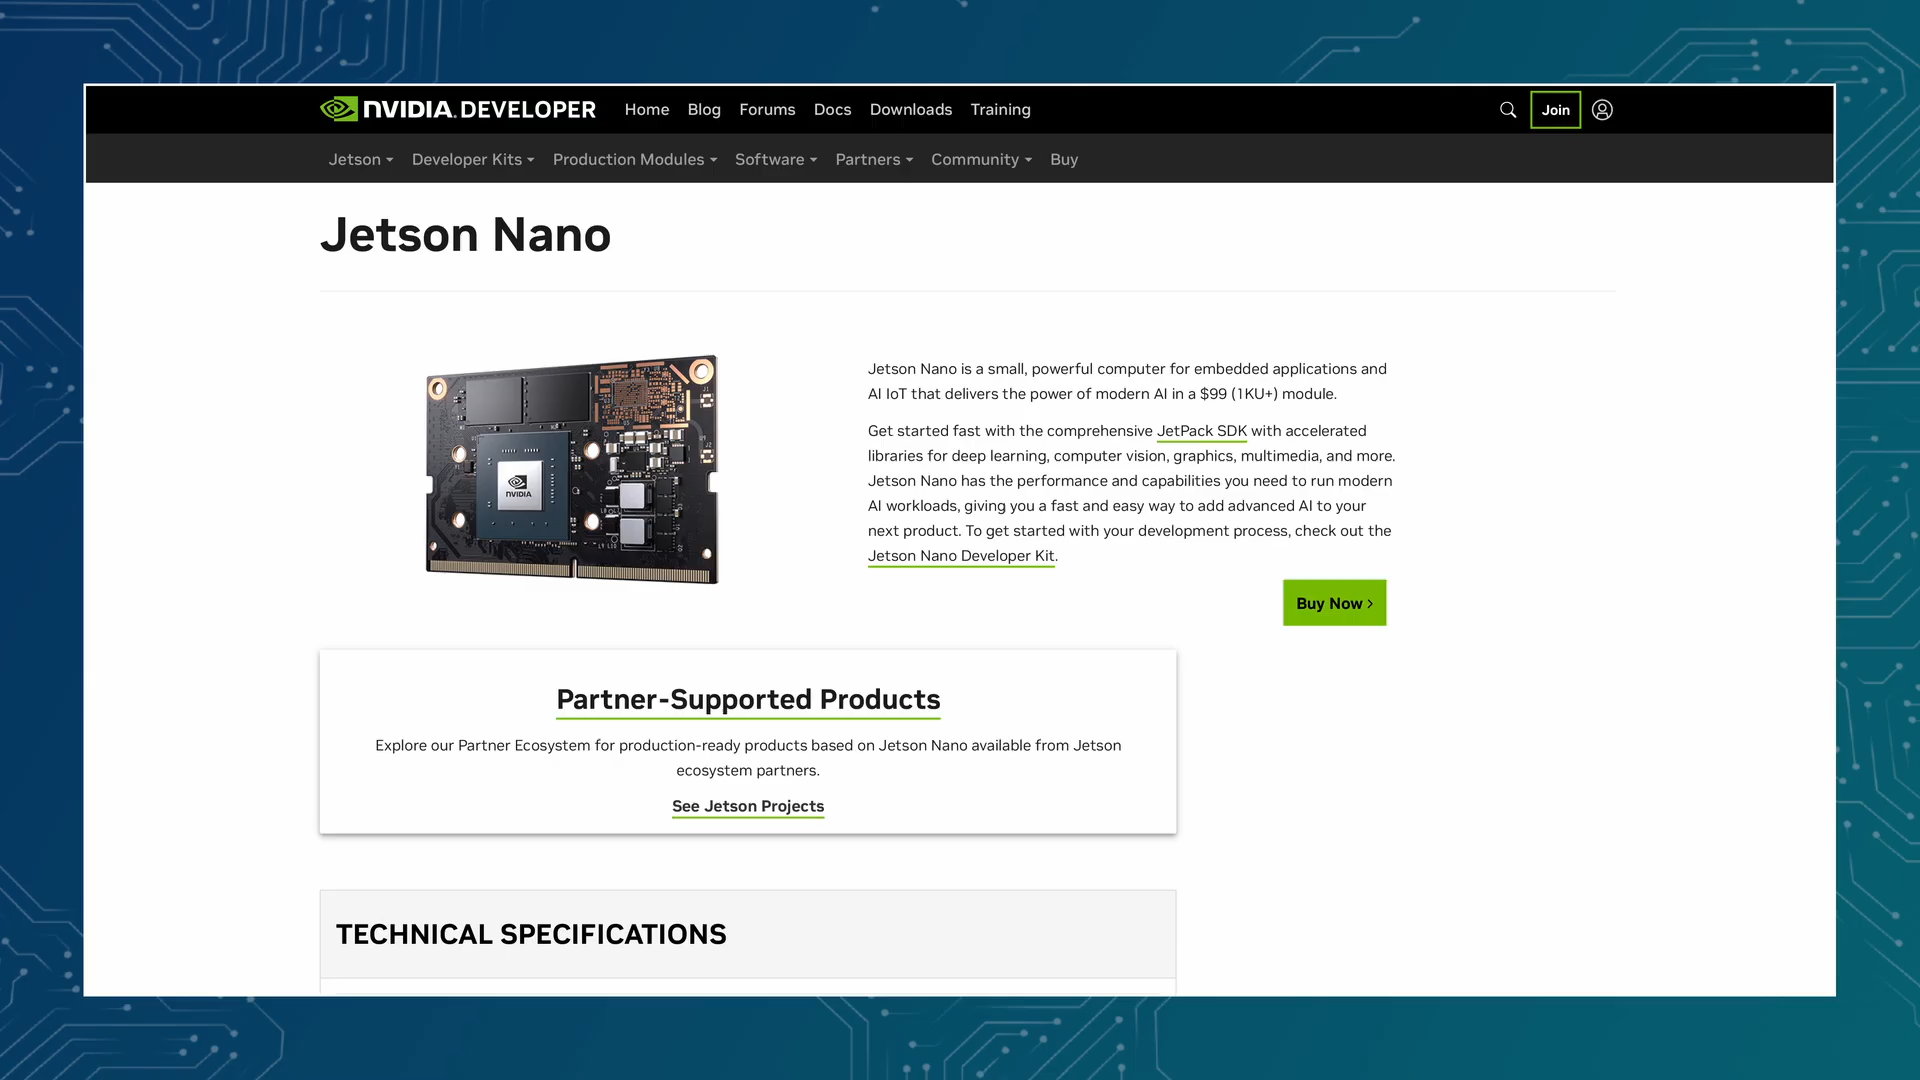 NVIDIA. DEVELOPER
Home Blog Forums Docs Downloads Training
Join
Jetson Developer Kits Production Modules Software Partners Community Buy
Jetson Nano
NVIDIA
Jetson Nano is a small, powerful computer for embedded applications and
AI IoT that delivers the power of modern AI in a $99 (1KU+) module.
Get started fast with the comprehensive JetPack SDK with accelerated
libraries for deep learning, computer vision, graphics, multimedia, and more.
Jetson Nano has the performance and capabilities you need to run modern
AI workloads, giving you a fast and easy way to add advanced AI to your
next product. To get started with your development process, check out the
Jetson Nano Developer Kit.
Buy Now ›
Partner-Supported Products
Explore our Partner Ecosystem for production-ready products based on Jetson Nano available from Jetson
ecosystem partners.
See Jetson Projects
TECHNICAL SPECIFICATIONS